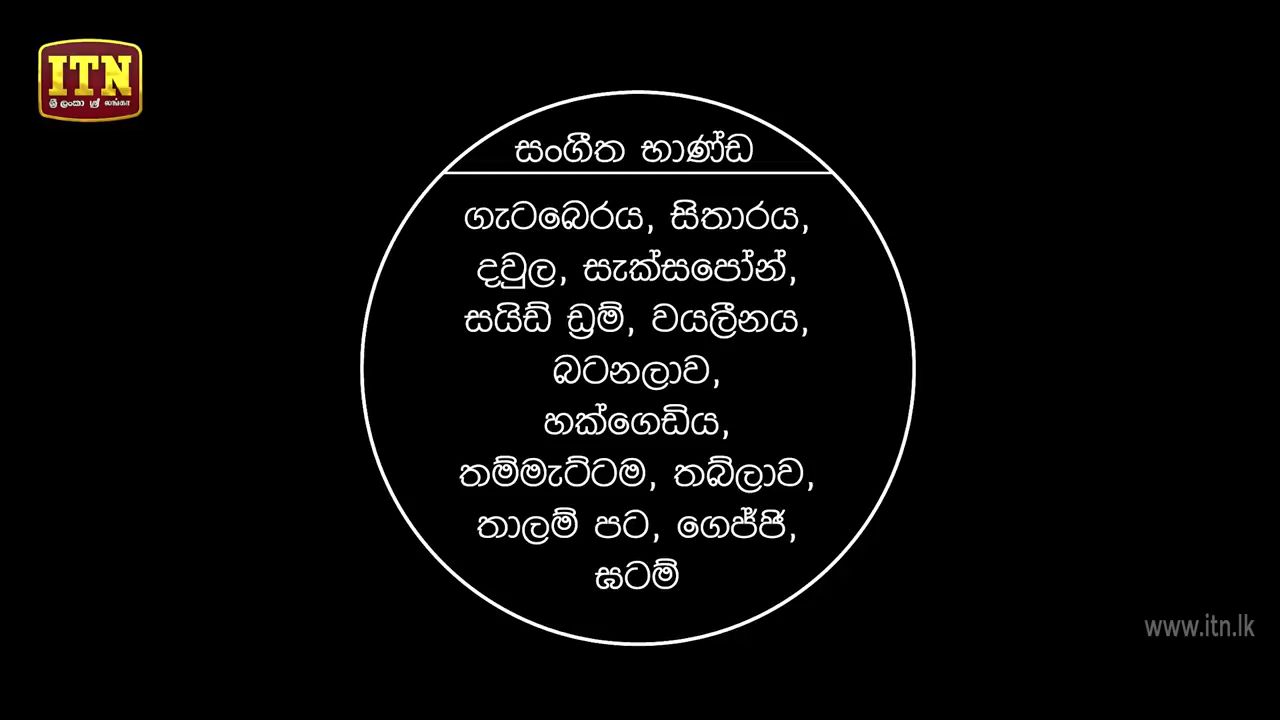 ITN
ශ්‍රී ලංකා ஸ்ரீ லங்கா
සංගීත භාණ්ඩ
ගැටබෙරය, සිතාරය,
දවුල, සැක්සපෝන්,
සයිඩ් ඩ්‍රම්, වයලීනය,
බටනලාව,
හක්ගෙඩිය,
තම්මැට්ටම, තබ්ලාව,
තාලම් පට, ගෙජ්ජි,
ඝටම්
www.itn.lk